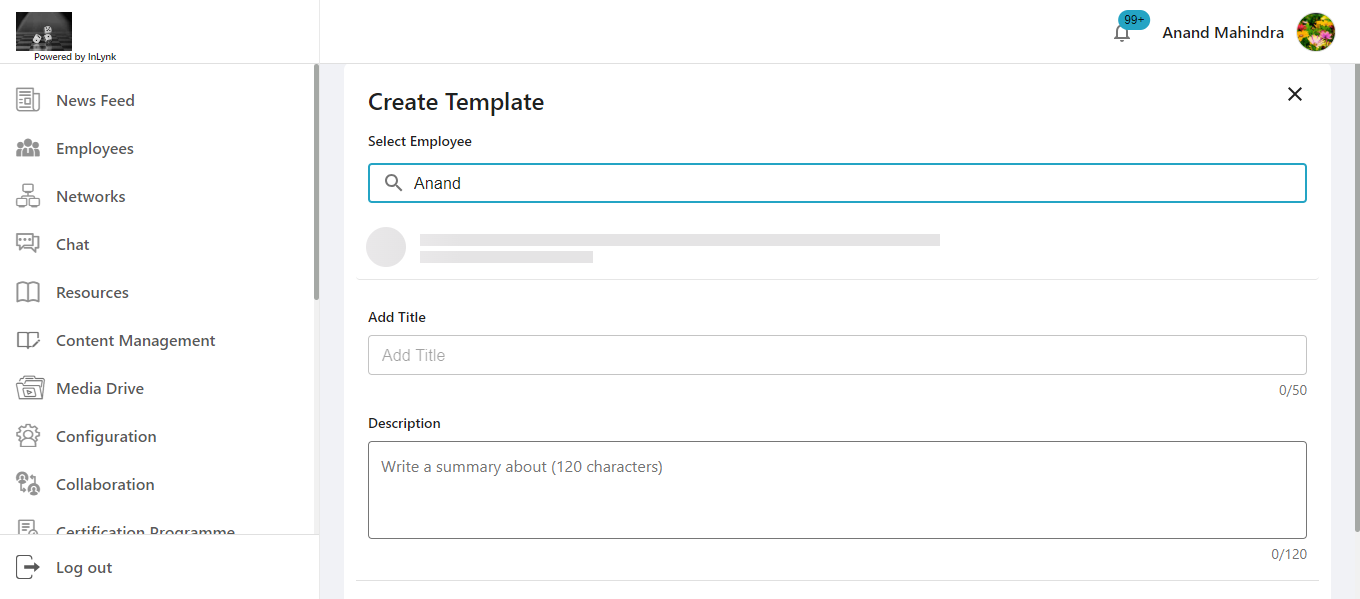 Powered by InLynk
99+
Anand Mahindra
News Feed
Employees
Networks
Chat
Resources
Content Management
Media Drive
Configuration
Collaboration
Certification Programme
Log out
Create Template
Select Employee
Anand
Add Title
Add Title
0/50
Description
Write a summary about (120 characters)
0/120